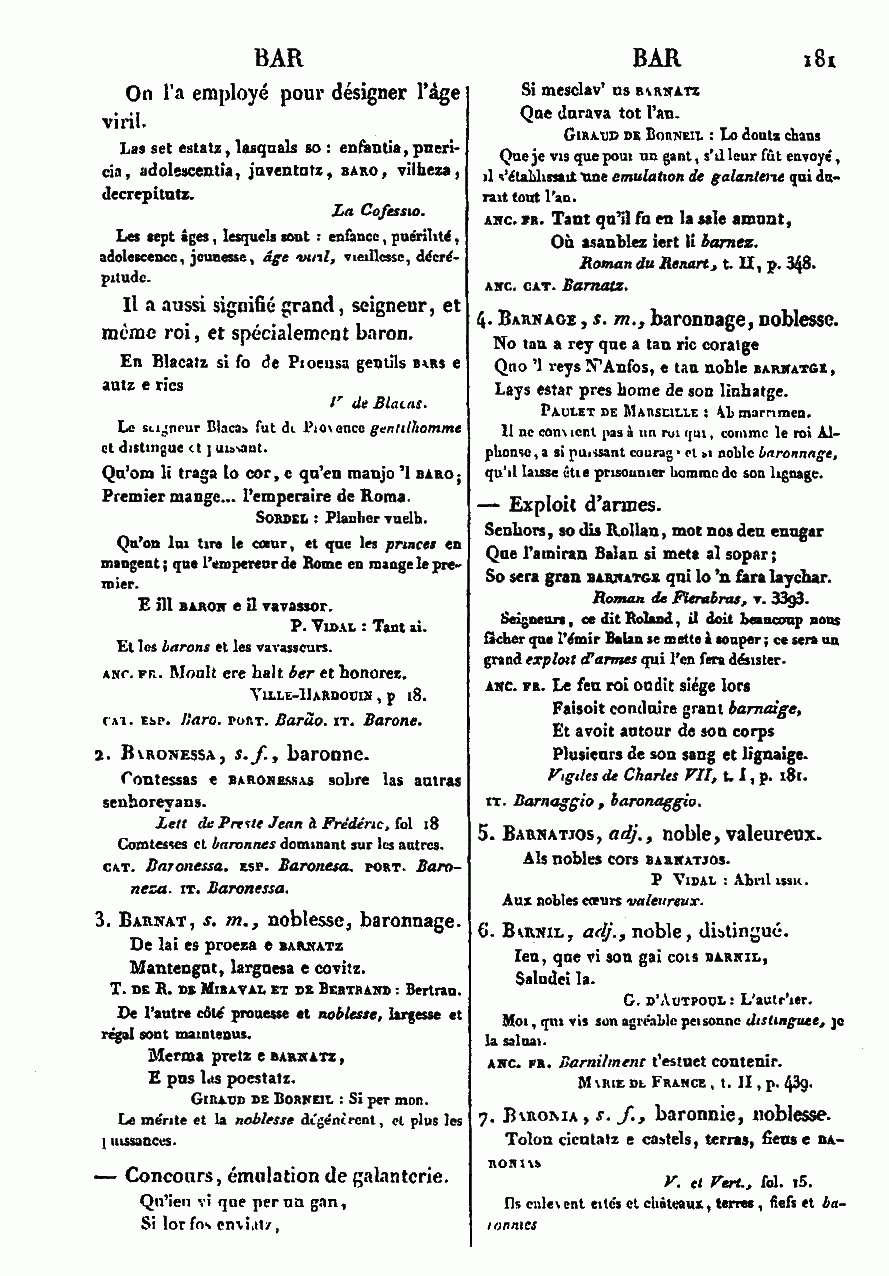 BAR
On l'a employé pour désigner l'âge
viril.
Las set estatz, lasquals so : enfantia, pueri-
cia, adolescentia, juventutz, BARO, vilheza,
decrepitutz.
La Cofessio.
Les sept âges, lesquels sont : enfance, puérilité,
adolescence, jeunesse, âge viril, vieillesse, décré-
pitude.
Il a aussi signifié grand, seigneur, et
même roi, et spécialement baron.
En Blacatz si fo de Proensa gentils BARS e
autz e rics
V de Blacas.
Le seigneur Blacas fut de Provence gentilhomme
et distingué et puissant.
Qu'om li traga lo cor, e qu'en manjo 'l BARO;
Premier mange... l'emperaire de Roma.
SORDEL : Planher vuelh.
Qu'on lui tire le cœur, et que les princes en
mangent; que l'empereur de Rome en mange le pre-
mier.
E ill BARON e il vavassor.
P. VIDAL : Tant ai.
Et les barons et les vavasseurs.
ANC. FR. Moult ere halt ber et honorez.
VILLE-HARDOUIN, p 18.
CAT. ESP. Baro. PORT. Barão. IT. Barone.
2. BARONESSA, s. f., baronne.
Contessas e BARONESSAS sobre las autras
senhoreyans.
Lett de Preste Jean à Frédéric, fol 18
Comtesses et baronnes dominant sur les autres.
CAT. Baronessa. ESP. Baronesa. PORT. Baro-
neza. IT. Baronessa.
3. BARNAT, s. m., noblesse, baronnage.
De lai es proeza e BARNATZ
Mantengut, larguesa e covitz.
T. DE R. DE MIRAVAL ET DE BERTRAND : Bertran.
De l'autre côté prouesse et noblesse, largesse et
régal sont maintenus.
Merma pretz e BARNATZ,
E pus las poestatz.
GIRAUD DE BORNEIL : Si per mon.
Le mérite et la noblesse dégénèrent, et plus les
puissances.
— Concours, émulation de galanterie.
Qu'ieu vi que per un gan,
Si lor fos enviatz,
BAR 181
Si mesclav' us BARNATZ
Que durava tot l'an.
GIRAUD DE BORNEIL : Lo doutz chans
Que je vis que pour un gant, s'il leur fût envoyé,
il s'établissait une emulation de galanterie qui du-
rait tout l'an.
ANC. FR. Tant qu'il fu en la sale amunt,
Où asanblez iert li barnez.
Roman du Renart, t. II, p. 348.
ANC. CAT. Barnatz.
4. BARNAGE, s. m., baronnage, noblesse.
No tan a rey que a tan ric coratge
Quo 'l reys N'Anfos, e tan noble BARNATGE,
Lays estar pres home de son linhatge.
PAULET DE MARSEILLE : Ab marrimen.
Il ne convient pas à un roi qui, comme le roi Al-
phonse, a si puissant courage et si noble baronnage,
qu'il laisse être prisonnier homme de son lignage.
— Exploit d'armes.
Senhors, so dis Rollan, mot nos deu enugar
Que l'amiran Balan si meta al sopar;
So sera gran BARNATGE qui lo 'n fara laychar.
Roman de Fierabras, v. 3393.
Seigneurs, ce dit Roland, il doit beaucoup nous
fâcher que l'émir Balan se mette à souper; ce sera un
grand exploit d'armes qui l'en fera désister.
ANC. FR. Le feu roi oudit siége lors
Faisoit conduire grant barnaige,
Et avoit autour de son corps
Plusieurs de son sang et lignaige.
Vigiles de Charles VII, t. I, p. 181.
IT. Barnaggio, baronaggio.
5. BARNATJOS, adj., noble, valeureux.
Als nobles cors BARNATJOS.
P VIDAL : Abril issic.
Aux nobles cœurs valeureux.
6. BARNIL, adj., noble, distingué.
Ieu, que vi son gai cors BARNIL,
Saludei la.
G. D'AUTPOUL : L'autr'ier.
Moi, qui vis son agréable personne distinguée, je
la saluai.
ANC. FR. Barnilment t'estuet contenir.
MARIE DE FRANCE, t. II, p. 439.
7. BARONIA, s. f., baronnie, noblesse.
Tolon ciculatz e castels, terras, fieus e BA-
RONIAS
V. et Vert., fol. 15.
Ils enlevent cités et châteaux, terres, fiefs et ba-
ronnies